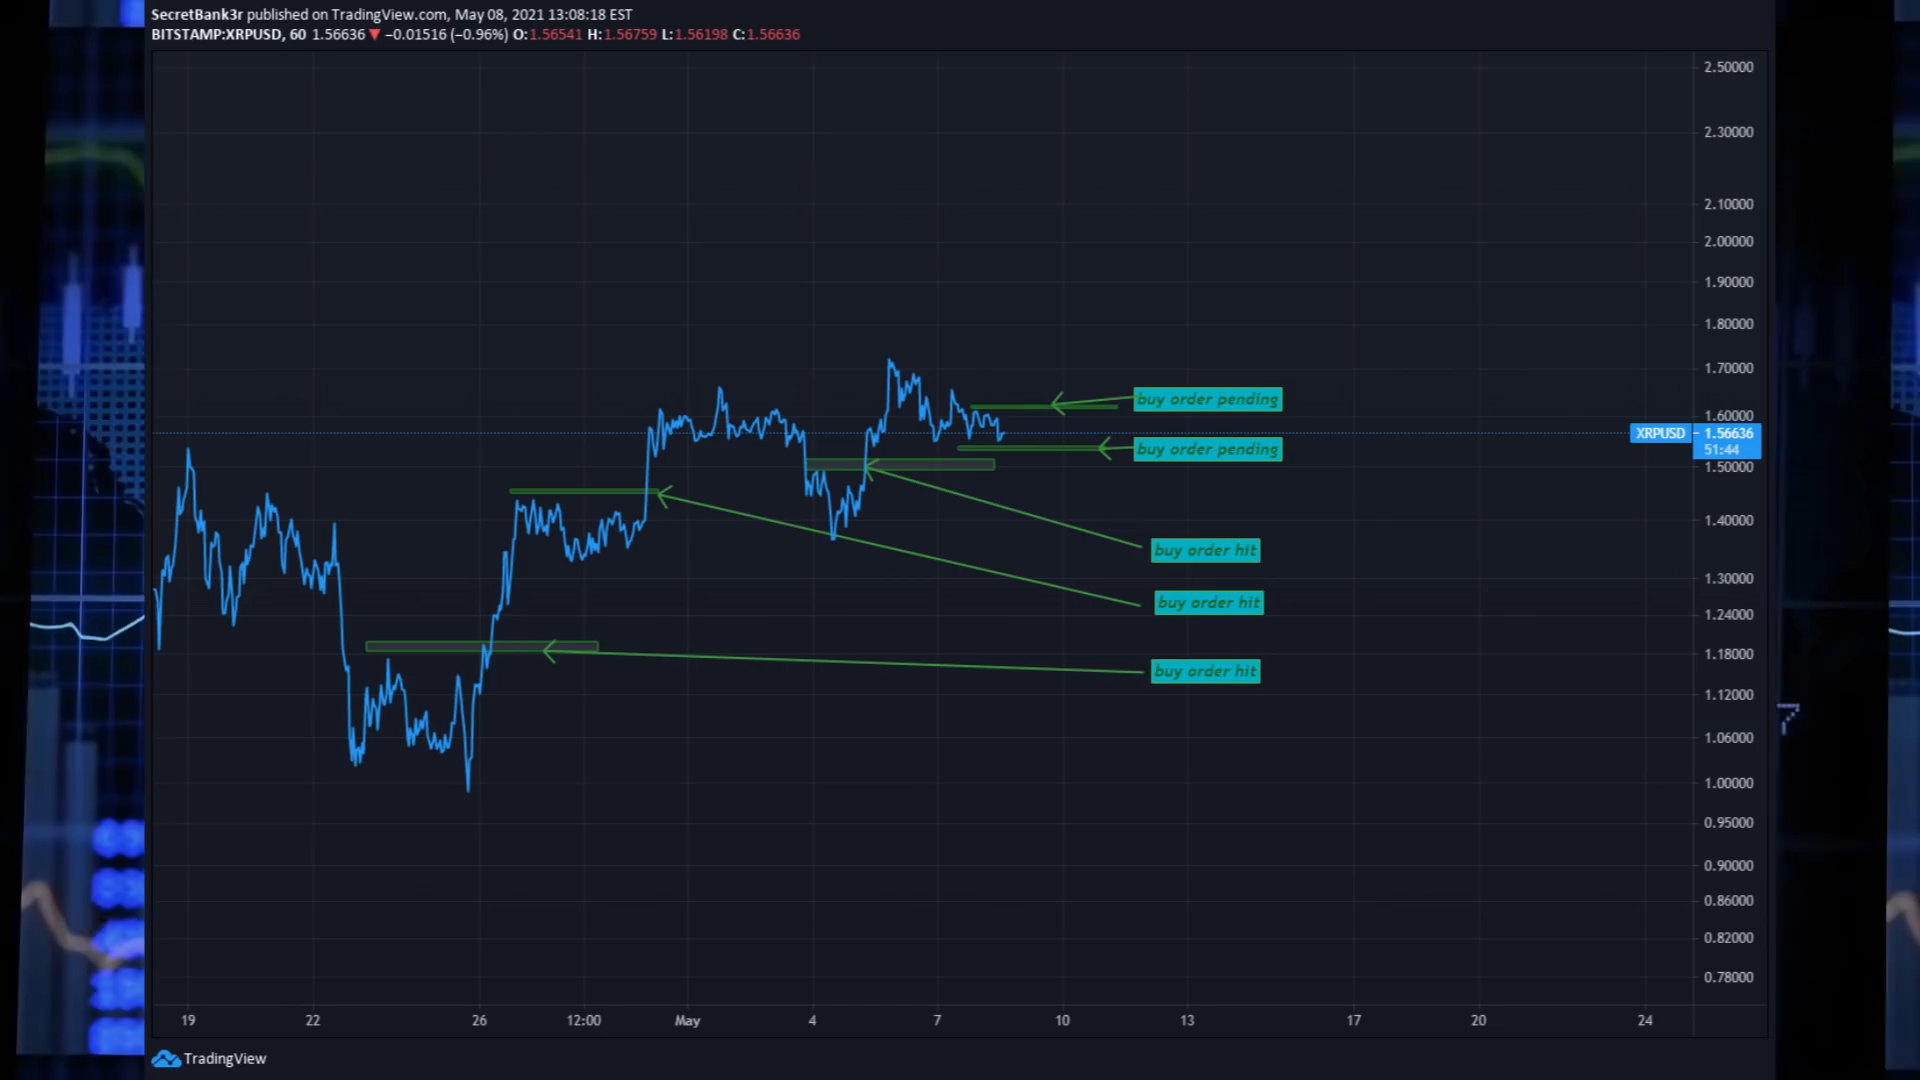 SecretBank3r published on TradingView.com, May 08, 2021 13:08:18 EST
BITSTAMP:XRPUSD, 60 1.56636 ▼ −0.01516 (−0.96%) O:1.56541 H:1.56759 L:1.56198 C:1.56636
2.50000
2.30000
2.10000
2.00000
1.90000
1.80000
1.70000
buy order pending
1.60000
XRPUSD 1.56636
51:44
buy order pending
1.50000
1.40000
buy order hit
1.30000
buy order hit
1.24000
1.18000
buy order hit
1.12000
1.06000
1.00000
0.95000
0.90000
0.86000
0.82000
0.78000
19 22 26 12:00 May 4 7 10 13 17 20 24
TradingView